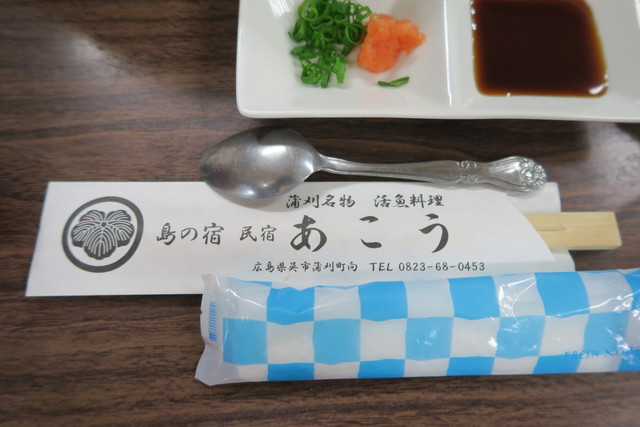 蒲刈名物 活魚料理
島の宿 民宿 あこう
広島県呉市蒲刈町向 TEL 0823-68-0453